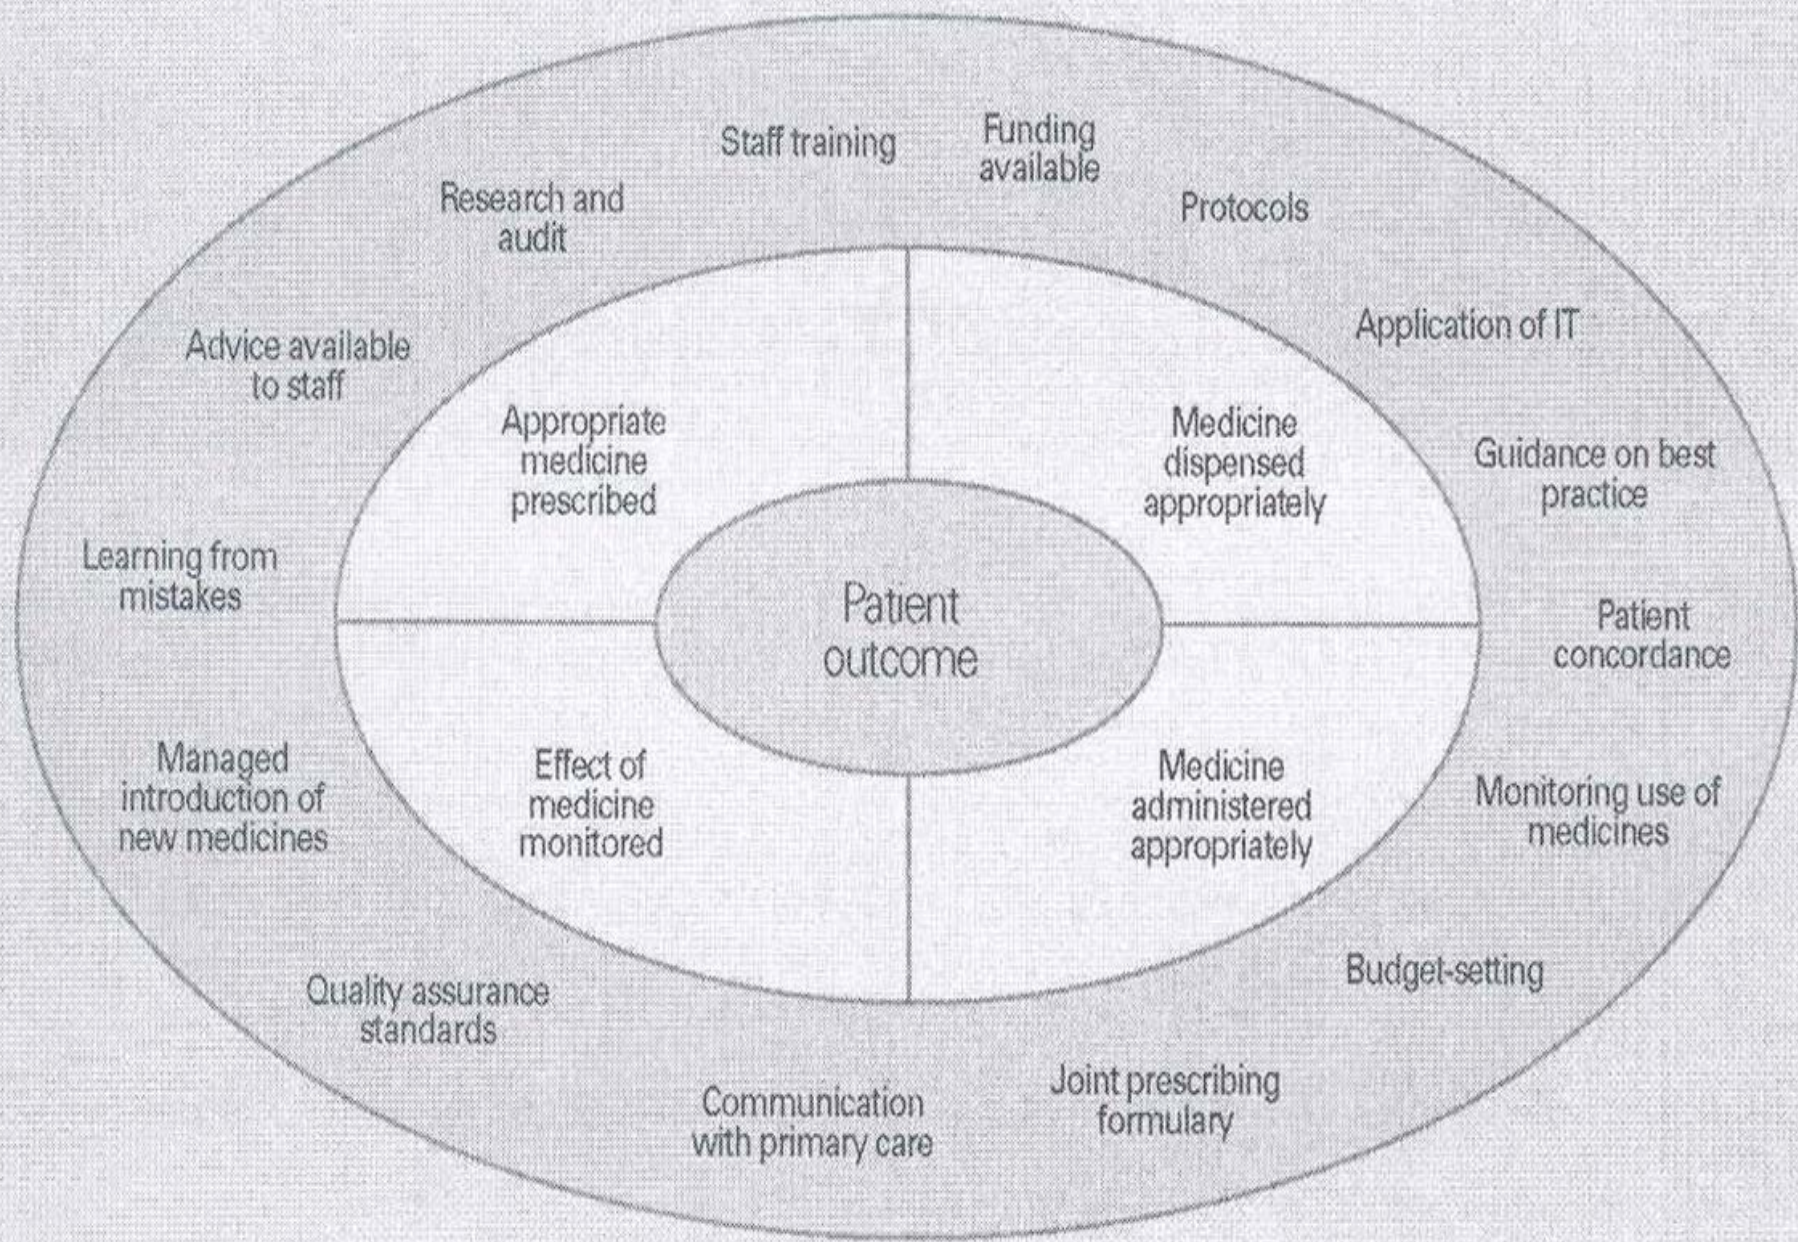 Staff training
Funding
available
Protocols
Research and
audit
Application of IT
Advice available
to staff
Appropriate
medicine
prescribed
Medicine
dispensed
appropriately
Guidance on best
practice
Learning from
mistakes
Patient
outcome
Patient
concordance
Managed
introduction of
new medicines
Effect of
medicine
monitored
Medicine
administered
appropriately
Monitoring use of
medicines
Quality assurance
standards
Budget-setting
Communication
with primary care
Joint prescribing
formulary